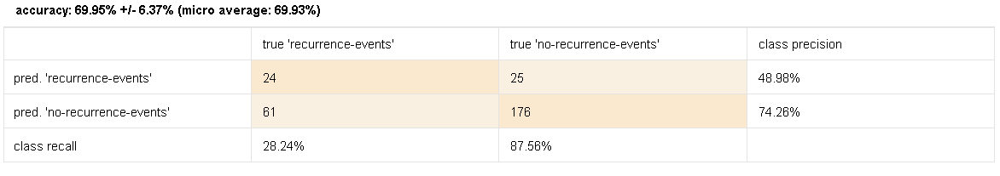 accuracy: 69.95% +/- 6.37% (micro average: 69.93%)
true 'recurrence-events' true 'no-recurrence-events' class precision
pred. 'recurrence-events' 24 25 48.98%
pred. 'no-recurrence-events' 61 176 74.26%
class recall 28.24% 87.56%